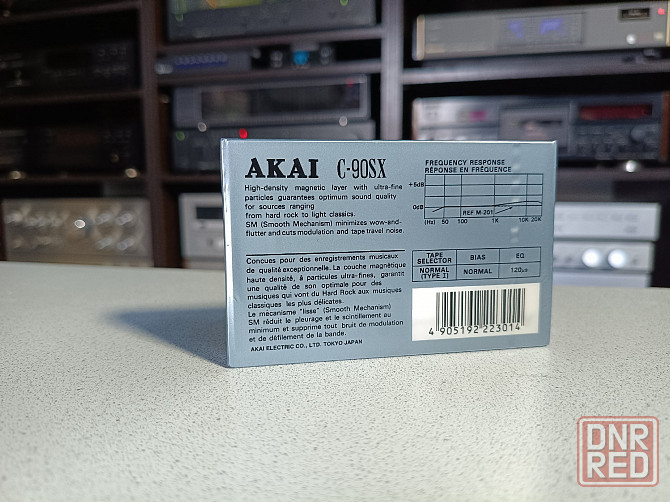 AKAI C-90SX
High-density magnetic layer with ultra-fine
particles guarantees optimum sound quality
for sources ranging
from hard rock to light classics.
SM (Smooth Mechanism) minimizes wow-and-
flutter and cuts modulation and tape travel noise.
Concues pour des enregistrements musicaux
de qualité exceptionnelle. La couche magnétique
haute densité, à particules ultra-fines, garantit
une qualité de son optimale pour des
musiques qui vont du Hard Rock aux musiques
classiques les plus délicates.
Le mécanisme "lisse" (Smooth Mechanism)
SM réduit le pleurage et le scintillement au
minimum et supprime tout bruit de modulation
et de défilement de la bande.
AKAI ELECTRIC CO., LTD. TOKYO JAPAN
FREQUENCY RESPONSE
RÉPONSE EN FRÉQUENCE
+5dB
0dB
REF M-201
(Hz) 50 100 1K 10K 20K
TAPE SELECTOR BIAS EQ
NORMAL (TYPE I) NORMAL 120μs
4 905192 223014
DNR
RED